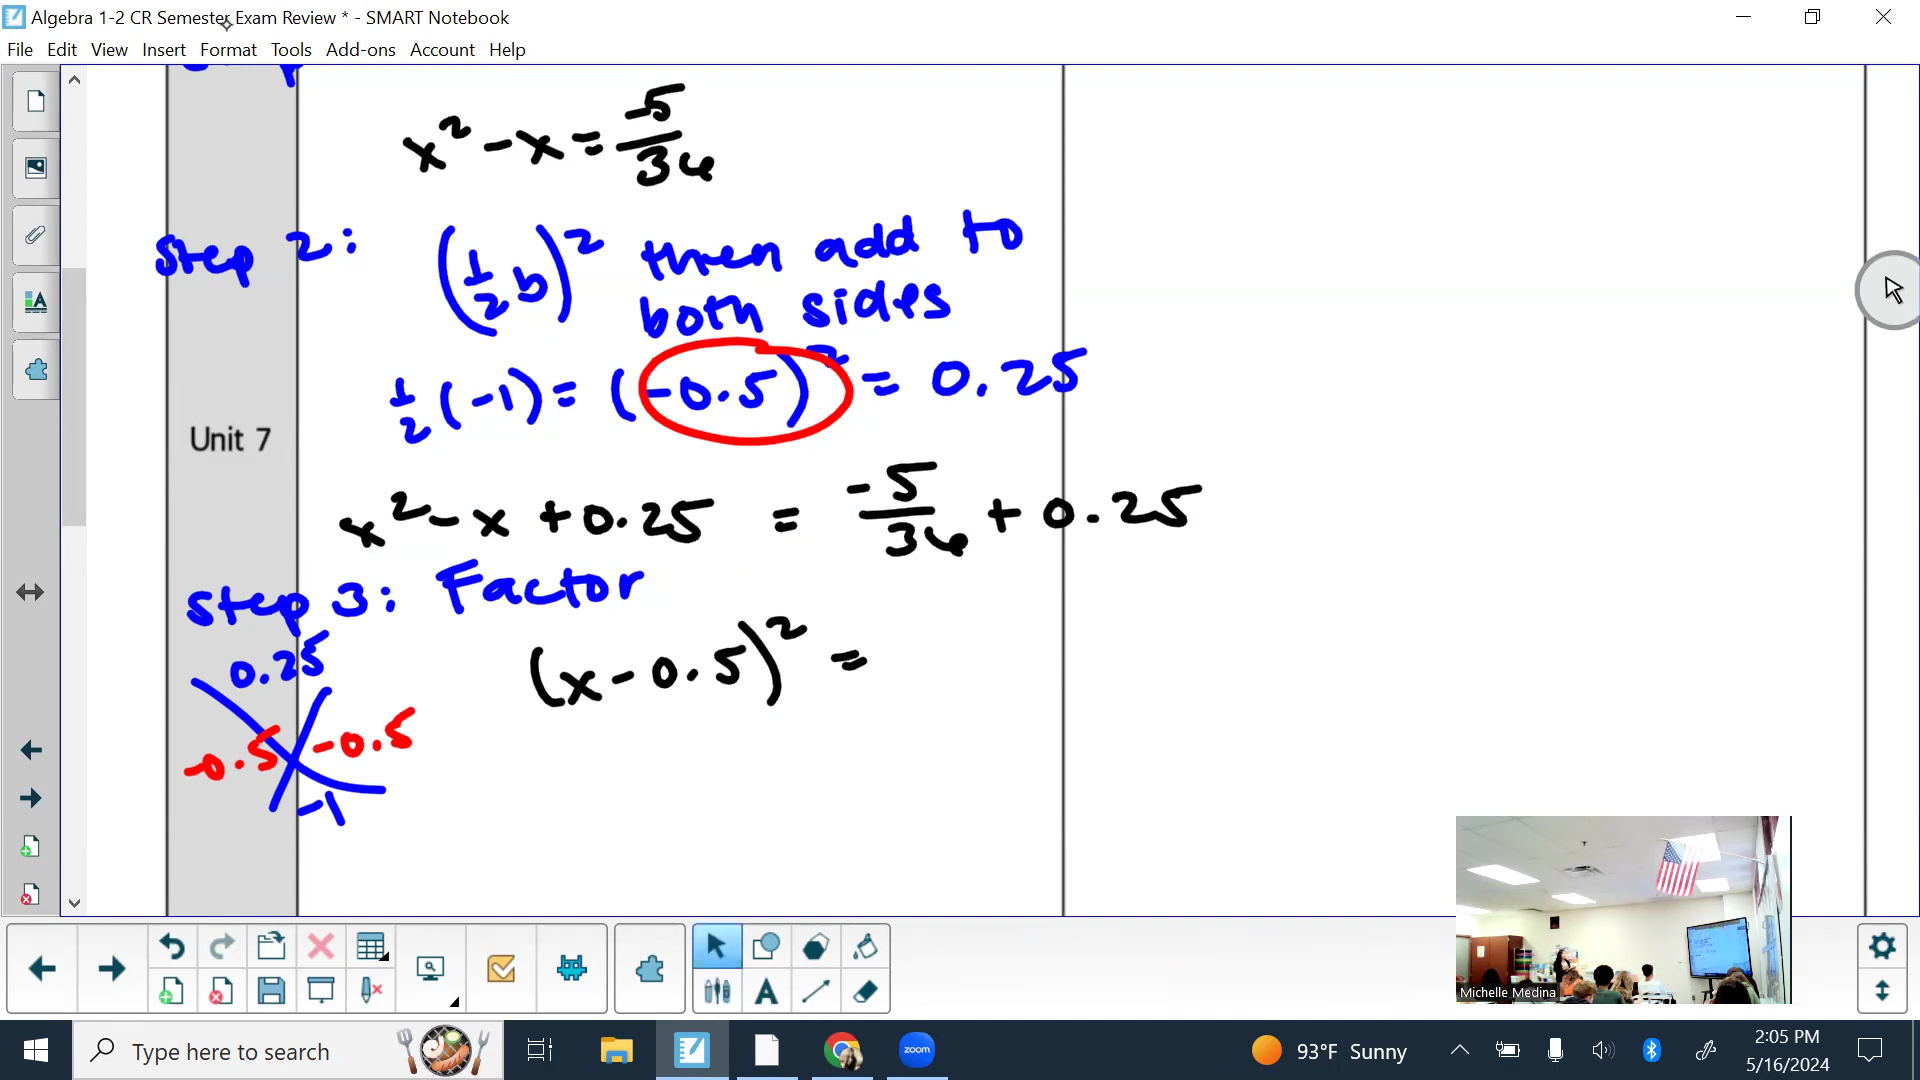 Algebra 1-2 CR Semester Exam Review * - SMART Notebook
File Edit View Insert Format Tools Add-ons Account Help
x² - x = -5/36
Step 2: (1/2 b)² then add to
both sides
1/2 (-1) = (-0.5)² = 0.25
Unit 7
x² - x + 0.25 = -5/36 + 0.25
Step 3: Factor
(x - 0.5)² =
0.25
-0.5 -0.5
-1
Michelle Medina
Type here to search
zoom
93°F Sunny
2:05 PM
5/16/2024